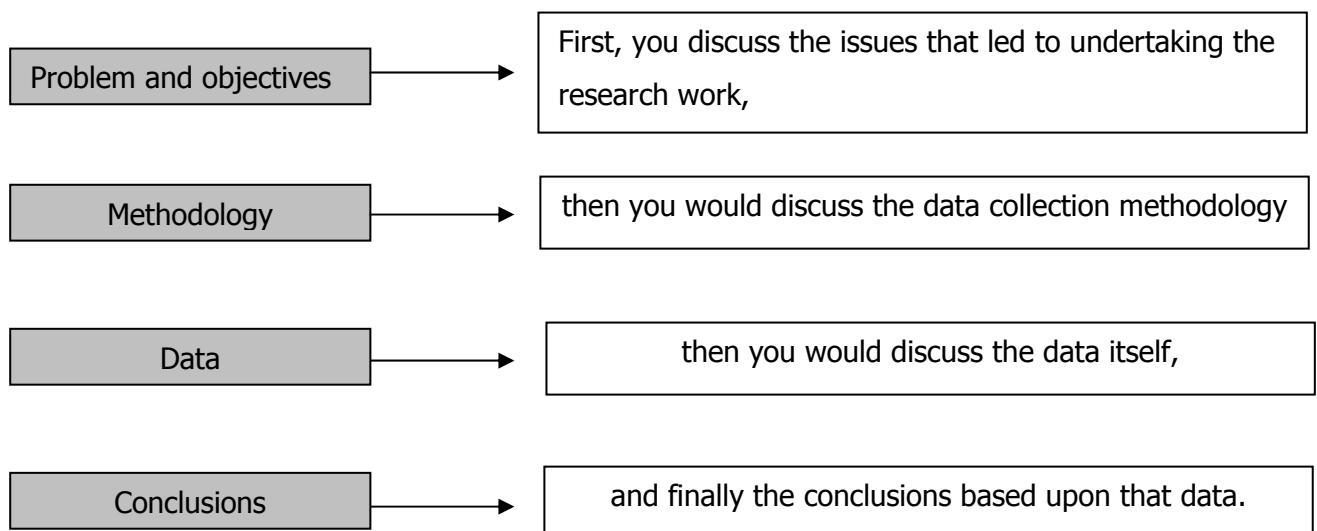 Problem and objectives
First, you discuss the issues that led to undertaking the
research work,
Methodology
then you would discuss the data collection methodology
Data
then you would discuss the data itself,
Conclusions
and finally the conclusions based upon that data.